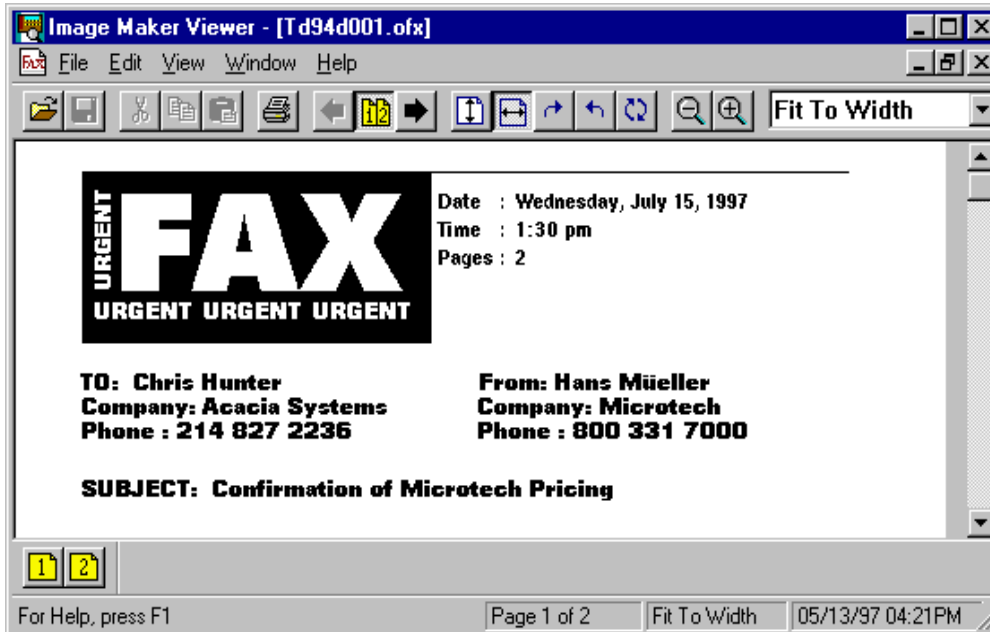 Image Maker Viewer - [Td94d001.ofx]
FAX File Edit View Window Help
12 Fit To Width
URGENT
FAX
URGENT URGENT URGENT
Date : Wednesday, July 15, 1997
Time : 1:30 pm
Pages : 2
TO: Chris Hunter
Company: Acacia Systems
Phone : 214 827 2236
From: Hans Müeller
Company: Microtech
Phone : 800 331 7000
SUBJECT: Confirmation of Microtech Pricing
1 2
For Help, press F1 Page 1 of 2 Fit To Width 05/13/97 04:21PM